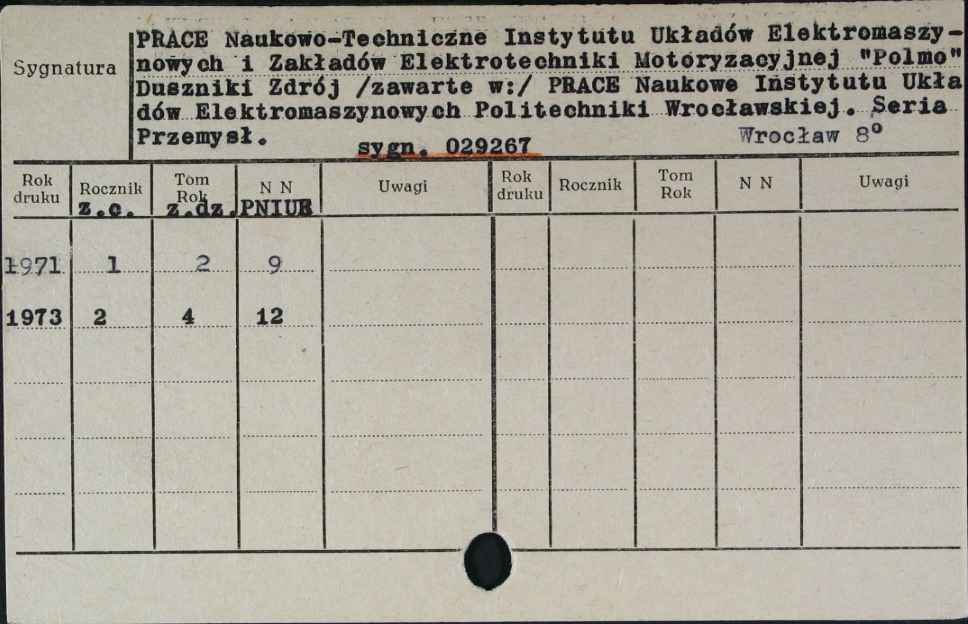 PRACE Naukowo-Techniczne Instytutu Układów Elektromaszy-
Sygnatura nowych i Zakładów Elektrotechniki Motoryzacyjnej "Polmo"
Duszniki Zdrój /zawarte w:/ PRACE Naukowe Instytutu Ukła
dów Elektromaszynowych Politechniki Wrocławskiej. Seria
Przemysł. sygn. 029267 Wrocław 8°
Rok druku Rocznik Tom Rok N N Uwagi Rok druku Rocznik Tom Rok N N Uwagi
z.c. z.dz. PNIUE
1971 1 2 9
1973 2 4 12